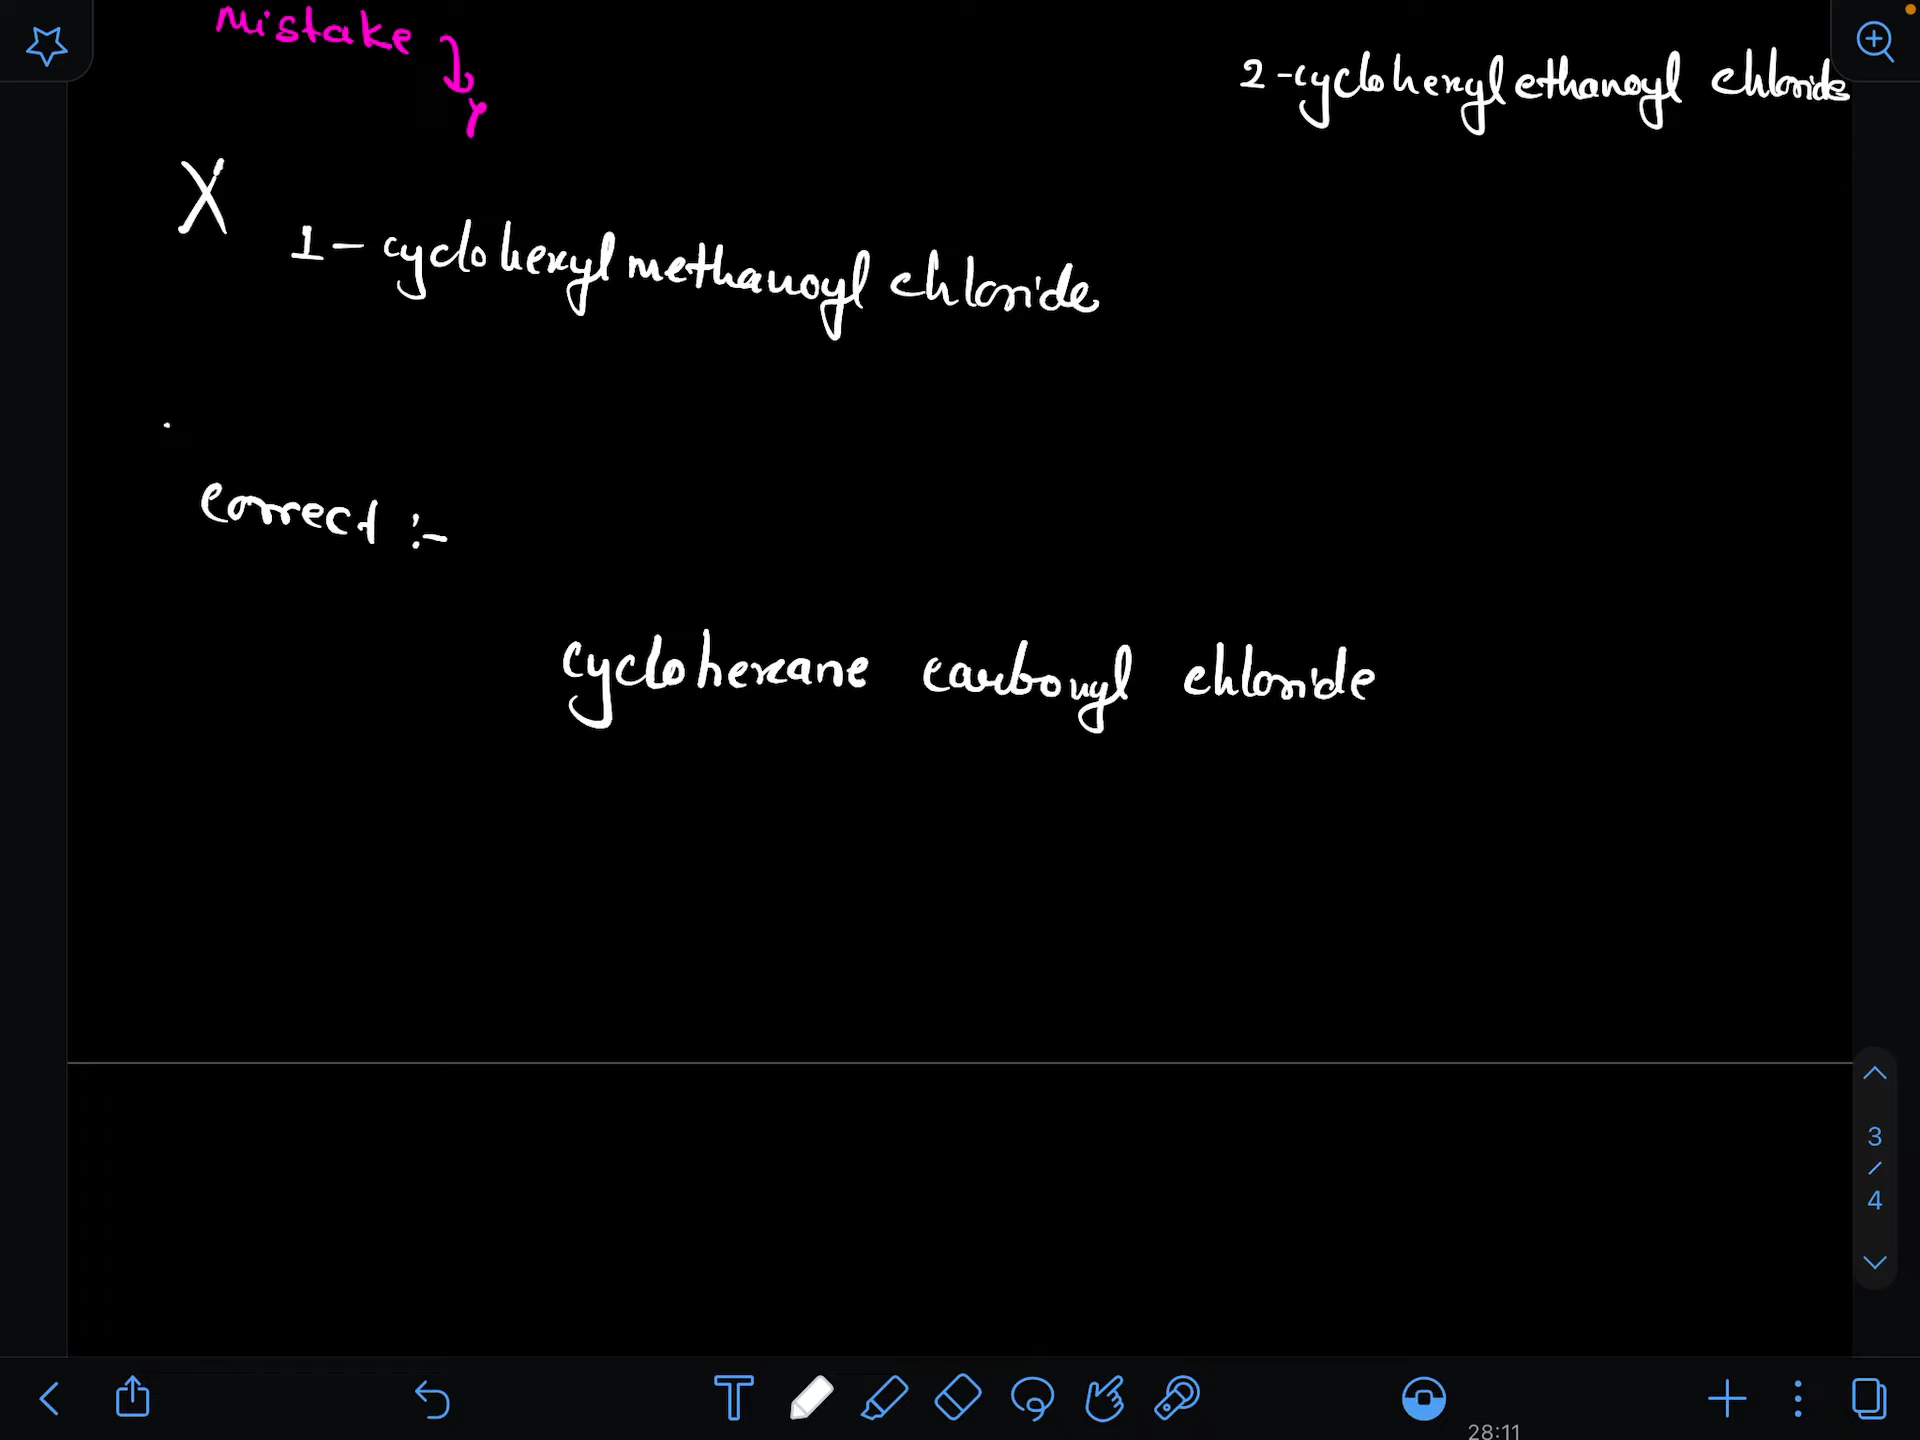 Mistake
2-cyclohexyl ethanoyl chloride
X
1- cyclohexyl methanoyl chloride
correct :-
cyclohexane carbonyl chloride
3
/
4
T
28:11